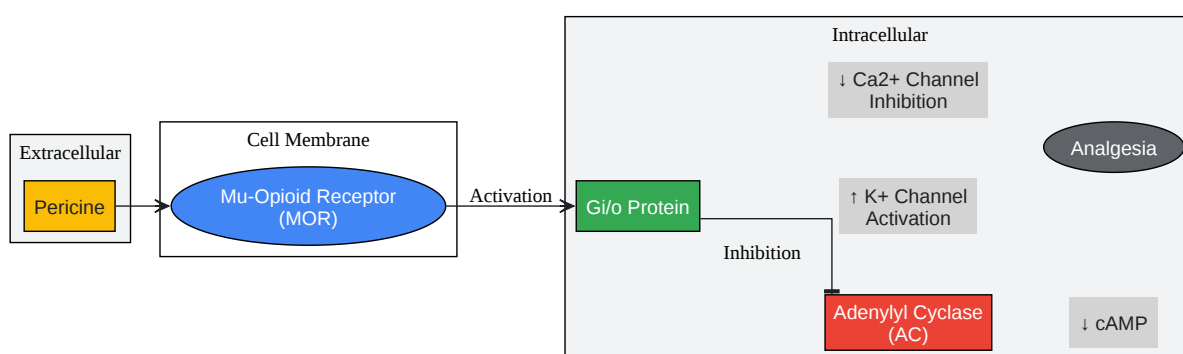 Extracellular
Pericine
Cell Membrane
Mu-Opioid Receptor
(MOR)
Activation
Intracellular
Gi/o Protein
Inhibition
↓ Ca2+ Channel
Inhibition
↑ K+ Channel
Activation
Adenylyl Cyclase
(AC)
Analgesia
↓ cAMP